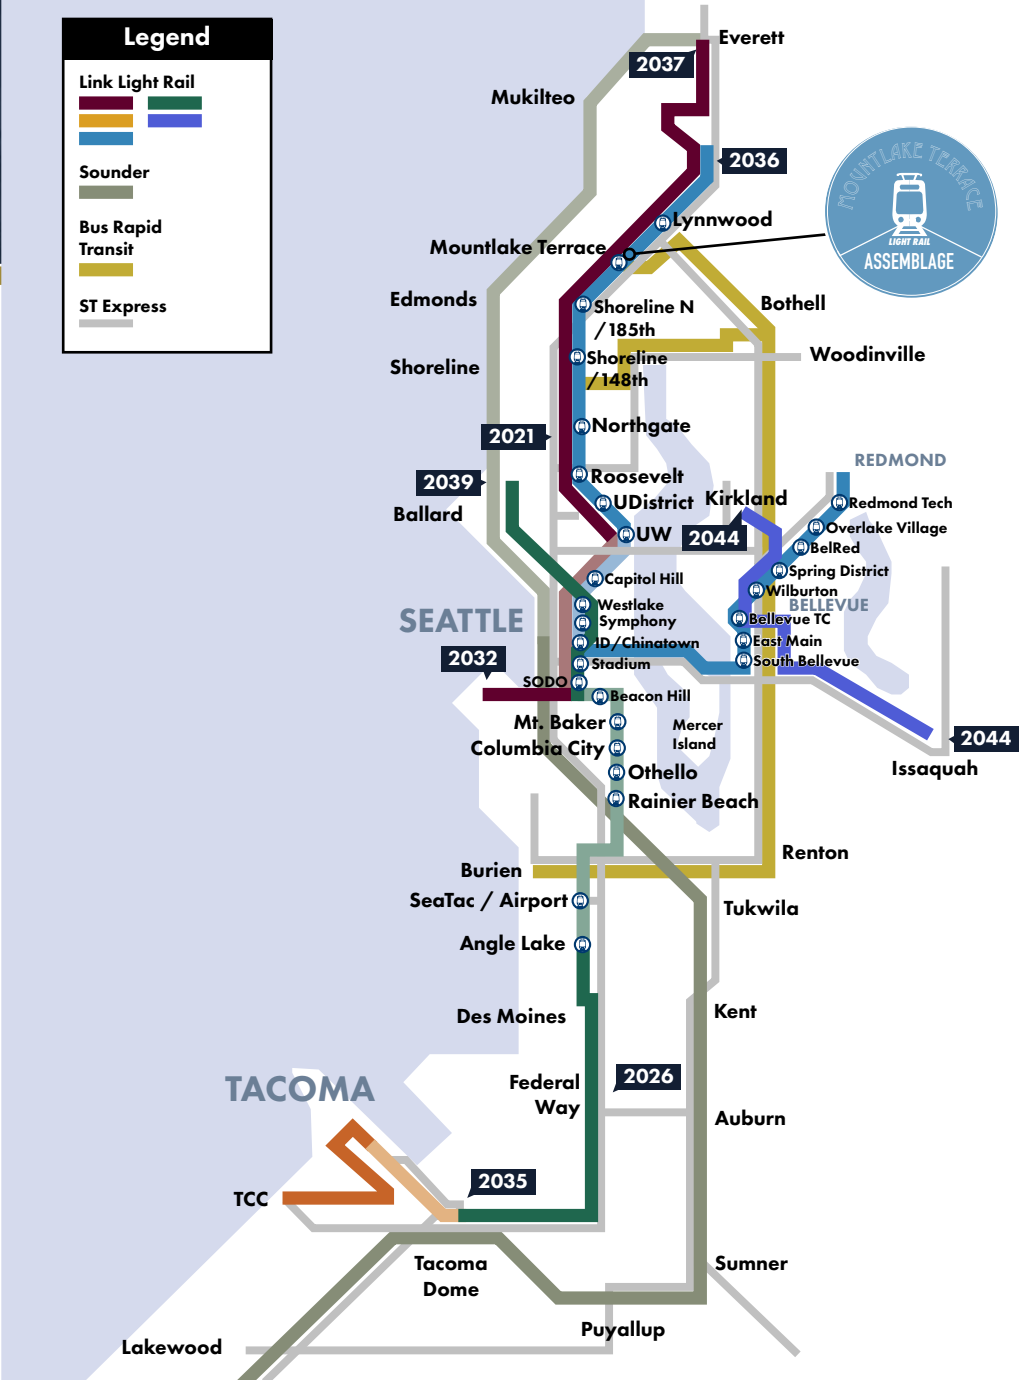 Legend
Link Light Rail
Sounder
Bus Rapid
Transit
ST Express
Everett
2037
Mukilteo
2036
MOUNTLAKE TERRACE
LIGHT RAIL
ASSEMBLAGE
Lynnwood
Mountlake Terrace
Edmonds
Shoreline N
/185th
Bothell
Shoreline
/148th
Woodinville
Shoreline
Northgate
2021
REDMOND
Roosevelt
2039
Ballard
UDistrict
Kirkland
Redmond Tech
2044
UW
Overlake Village
BelRed
Spring District
Capitol Hill
Wilburton
BELLEVUE
SEATTLE
Westlake
Symphony
Bellevue TC
ID/Chinatown
East Main
2032
Stadium
South Bellevue
SODO
Beacon Hill
Mt. Baker
Mercer
Island
2044
Columbia City
Issaquah
Othello
Rainier Beach
Renton
Burien
SeaTac / Airport
Tukwila
Angle Lake
Des Moines
Kent
TACOMA
Federal
Way
2026
Auburn
2035
TCC
Tacoma
Dome
Sumner
Puyallup
Lakewood